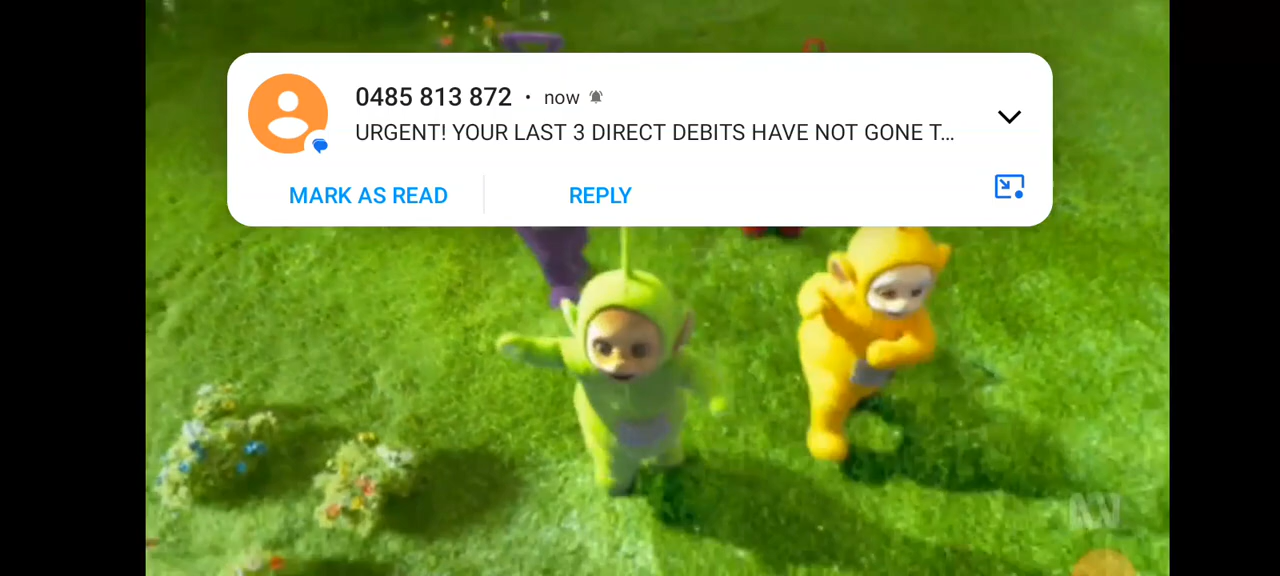 0485 813 872 · now
URGENT! YOUR LAST 3 DIRECT DEBITS HAVE NOT GONE T...
MARK AS READ
REPLY